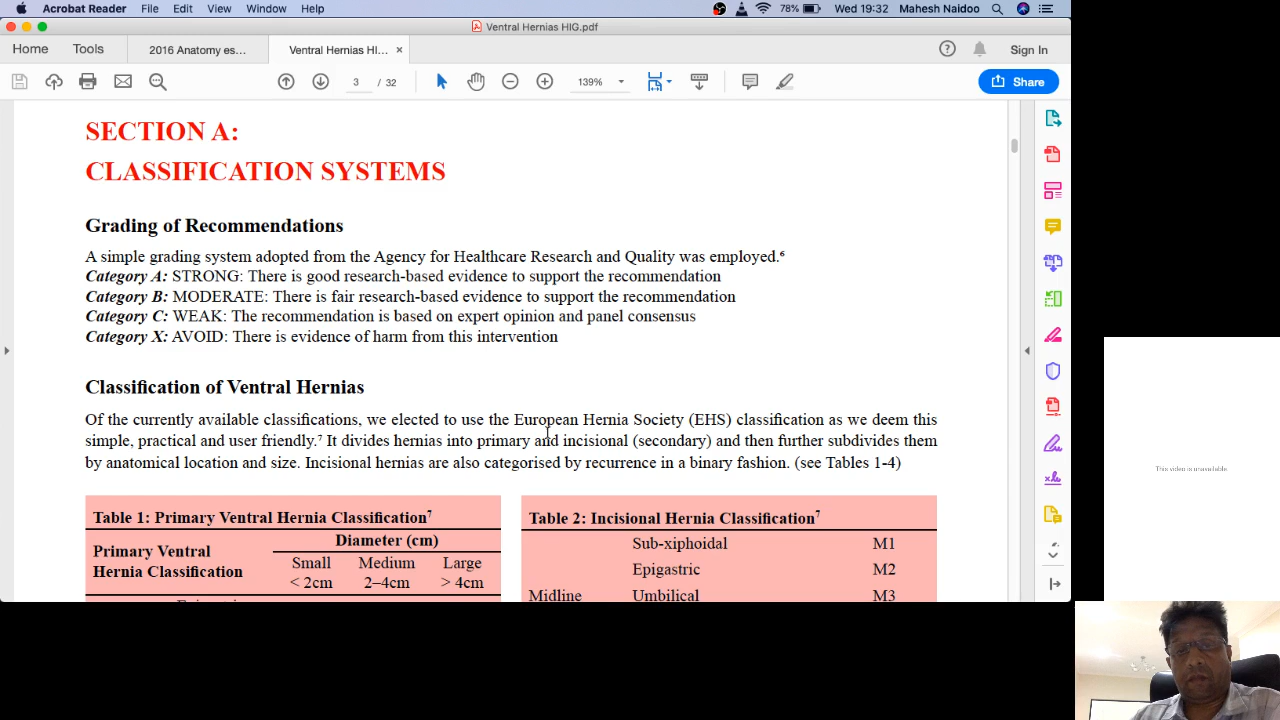 Acrobat Reader File Edit View Window Help 78% Wed 19:32 Mahesh Naidoo
Ventral Hernias HIG.pdf
Home Tools 2016 Anatomy es... Ventral Hernias HI... × Sign In
3 / 32 139% Share
SECTION A:
CLASSIFICATION SYSTEMS
Grading of Recommendations
A simple grading system adopted from the Agency for Healthcare Research and Quality was employed.⁶
Category A: STRONG: There is good research-based evidence to support the recommendation
Category B: MODERATE: There is fair research-based evidence to support the recommendation
Category C: WEAK: The recommendation is based on expert opinion and panel consensus
Category X: AVOID: There is evidence of harm from this intervention
Classification of Ventral Hernias
Of the currently available classifications, we elected to use the European Hernia Society (EHS) classification as we deem this
simple, practical and user friendly.⁷ It divides hernias into primary and incisional (secondary) and then further subdivides them
by anatomical location and size. Incisional hernias are also categorised by recurrence in a binary fashion. (see Tables 1-4)
Table 1: Primary Ventral Hernia Classification⁷
Primary Ventral
Hernia Classification
Diameter (cm)
Small Medium Large
< 2cm 2–4cm > 4cm
Table 2: Incisional Hernia Classification⁷
Sub-xiphoidal M1
Epigastric M2
Midline Umbilical M3
This video is unavailable